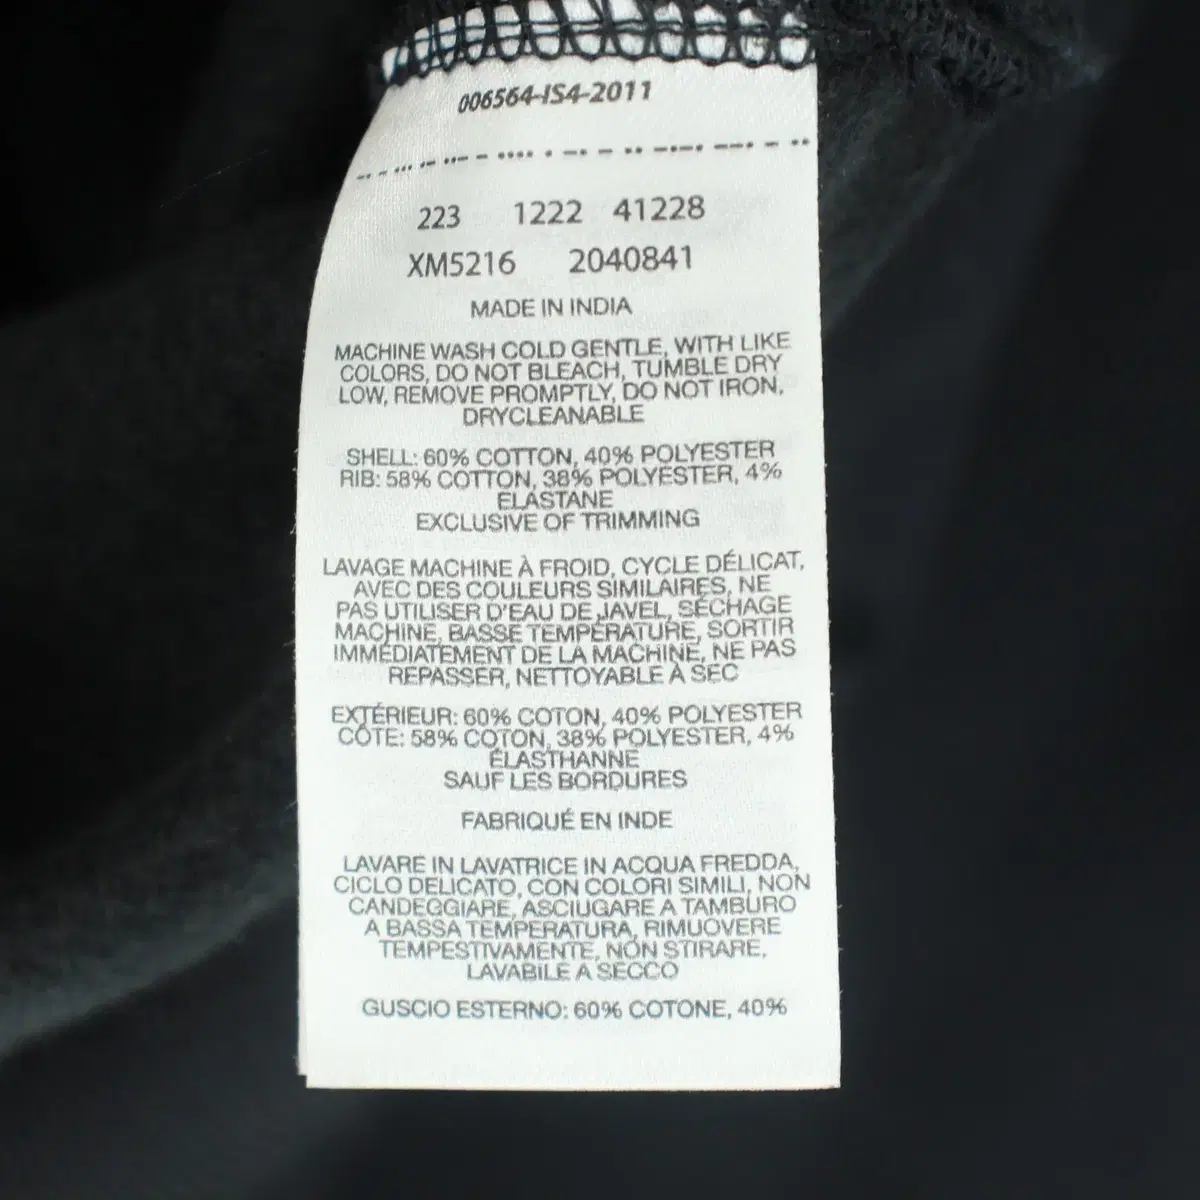 006564-IS4-2011
223 1222 41228
XM5216 2040841
MADE IN INDIA
MACHINE WASH COLD GENTLE, WITH LIKE
COLORS, DO NOT BLEACH, TUMBLE DRY
LOW, REMOVE PROMPTLY, DO NOT IRON,
DRYCLEANABLE
SHELL: 60% COTTON, 40% POLYESTER
RIB: 58% COTTON, 38% POLYESTER, 4%
ELASTANE
EXCLUSIVE OF TRIMMING
LAVAGE MACHINE À FROID, CYCLE DÉLICAT,
AVEC DES COULEURS SIMILAIRES, NE
PAS UTILISER D'EAU DE JAVEL, SÉCHAGE
MACHINE, BASSE TEMPÉRATURE, SORTIR
IMMÉDIATEMENT DE LA MACHINE, NE PAS
REPASSER, NETTOYABLE À SEC
EXTÉRIEUR: 60% COTON, 40% POLYESTER
CÔTE: 58% COTON, 38% POLYESTER, 4%
ÉLASTHANNE
SAUF LES BORDURES
FABRIQUÉ EN INDE
LAVARE IN LAVATRICE IN ACQUA FREDDA,
CICLO DELICATO, CON COLORI SIMILI, NON
CANDEGGIARE, ASCIUGARE A TAMBURO
A BASSA TEMPERATURA, RIMUOVERE
TEMPESTIVAMENTE, NON STIRARE,
LAVABILE A SECCO
GUSCIO ESTERNO: 60% COTONE, 40%